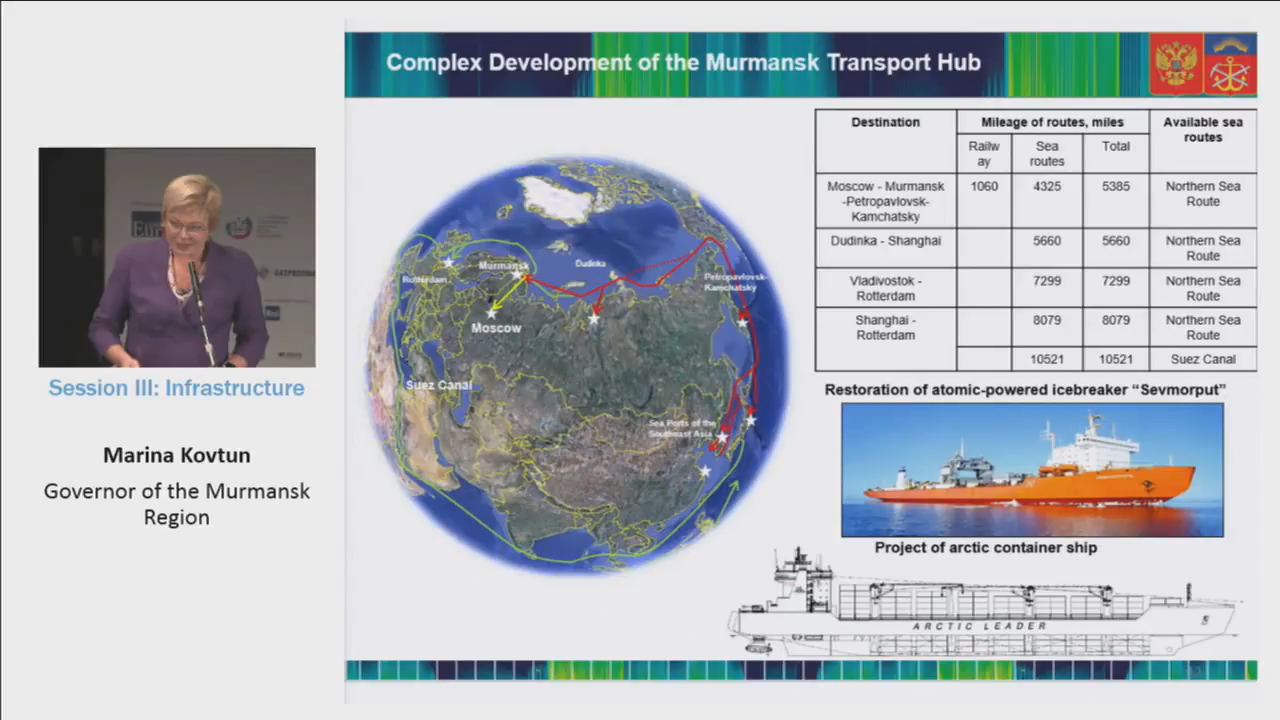 Complex Development of the Murmansk Transport Hub
Session III: Infrastructure
Marina Kovtun
Governor of the Murmansk
Region
Rotterdam
Murmansk
Dudinka
Petropavlovsk-
Kamchatsky
Moscow
Suez Canal
Sea Ports of the
Southeast Asia
Destination
Mileage of routes, miles
Available sea
routes
Railw
ay
Sea
routes
Total
Moscow - Murmansk
-Petropavlovsk-
Kamchatsky
1060
4325
5385
Northern Sea
Route
Dudinka - Shanghai
5660
5660
Northern Sea
Route
Vladivostok -
Rotterdam
7299
7299
Northern Sea
Route
Shanghai -
Rotterdam
8079
8079
Northern Sea
Route
10521
10521
Suez Canal
Restoration of atomic-powered icebreaker “Sevmorput”
Project of arctic container ship
ARCTIC LEADER